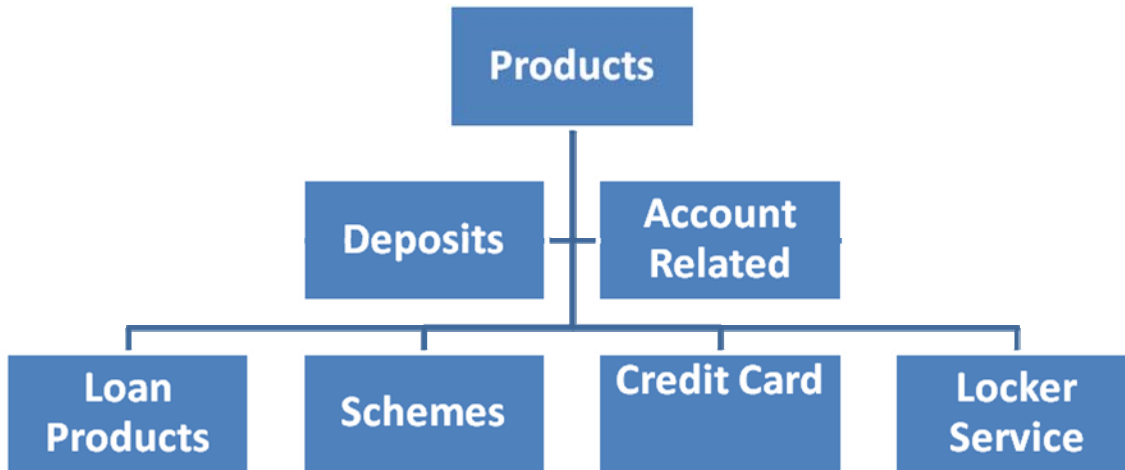 Products
Deposits
Account
Related
Loan
Products
Schemes
Credit Card
Locker
Service